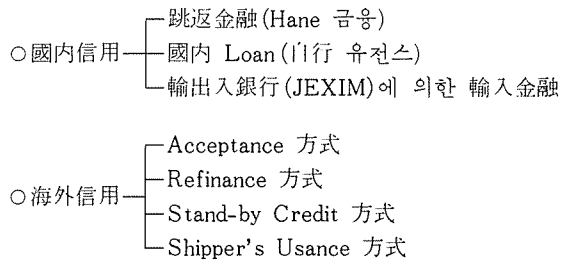 跳返金融(Hane 금융)
○國內信用 國內 Loan(自行 유전스)
輸出入銀行(JEXIM)에 의한 輸入金融
Acceptance 方式
Refinance 方式
○海外信用
Stand-by Credit 方式
Shipper's Usance 方式